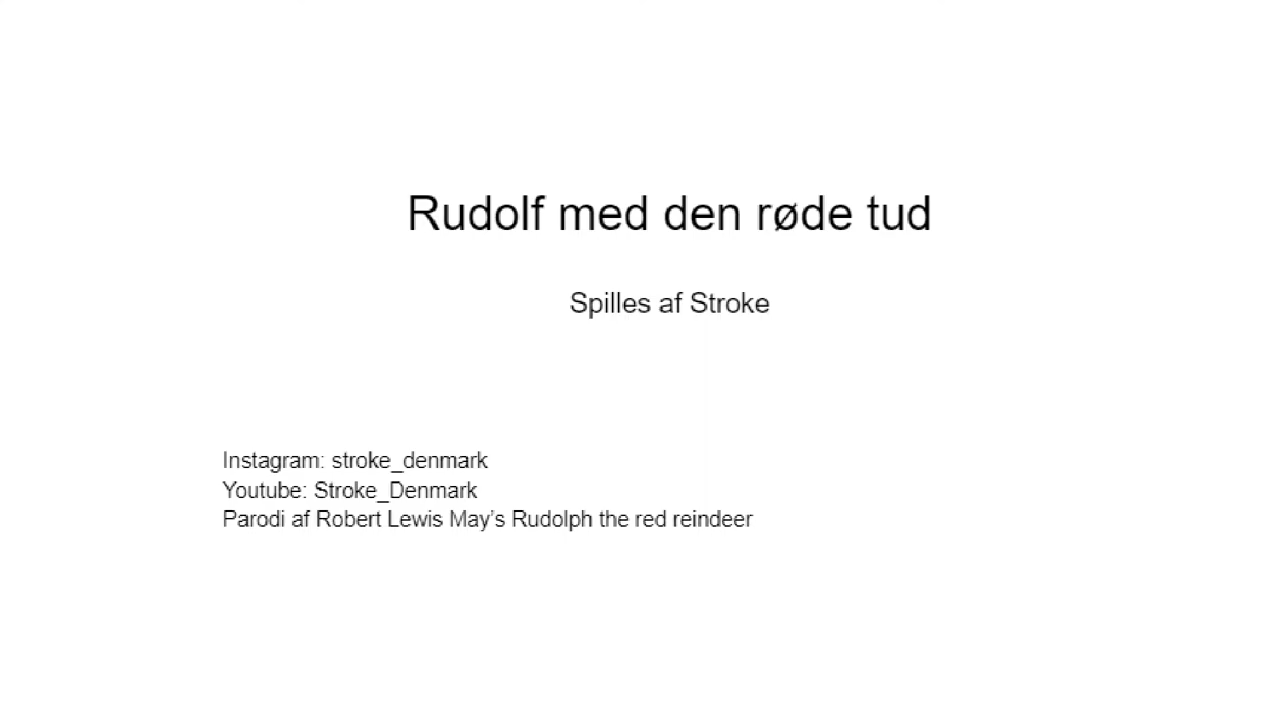 Rudolf med den røde tud
Spilles af Stroke
Instagram: stroke_denmark
Youtube: Stroke_Denmark
Parodi af Robert Lewis May’s Rudolph the red reindeer